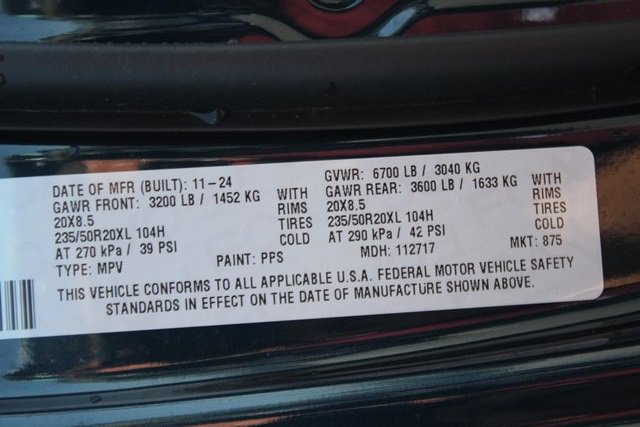 DATE OF MFR (BUILT): 11-24
GAWR FRONT: 3200 LB / 1452 KG WITH
20X8.5 RIMS
235/50R20XL 104H TIRES
AT 270 kPa / 39 PSI COLD
TYPE: MPV PAINT: PPS
GVWR: 6700 LB / 3040 KG
GAWR REAR: 3600 LB / 1633 KG WITH
20X8.5 RIMS
235/50R20XL 104H TIRES
AT 290 kPa / 42 PSI COLD
MDH: 112717 MKT: 875
THIS VEHICLE CONFORMS TO ALL APPLICABLE U.S.A. FEDERAL MOTOR VEHICLE SAFETY
STANDARDS IN EFFECT ON THE DATE OF MANUFACTURE SHOWN ABOVE.